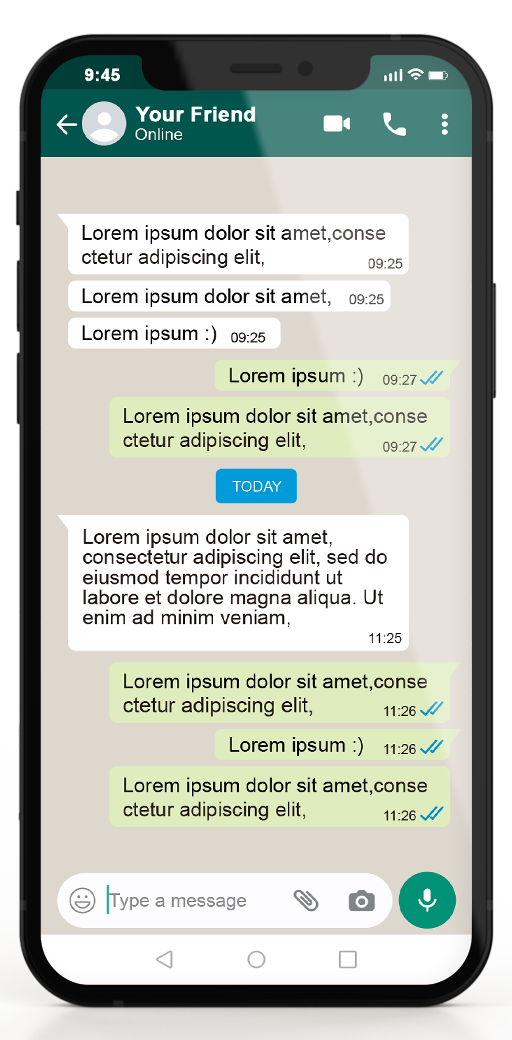 9:45
Your Friend
Online
Lorem ipsum dolor sit amet,conse
ctetur adipiscing elit,
09:25
Lorem ipsum dolor sit amet, 09:25
Lorem ipsum :) 09:25
Lorem ipsum :) 09:27
Lorem ipsum dolor sit amet,conse
ctetur adipiscing elit, 09:27
TODAY
Lorem ipsum dolor sit amet,
consectetur adipiscing elit, sed do
eiusmod tempor incididunt ut
labore et dolore magna aliqua. Ut
enim ad minim veniam,
11:25
Lorem ipsum dolor sit amet,conse
ctetur adipiscing elit, 11:26
Lorem ipsum :) 11:26
Lorem ipsum dolor sit amet,conse
ctetur adipiscing elit, 11:26
Type a message